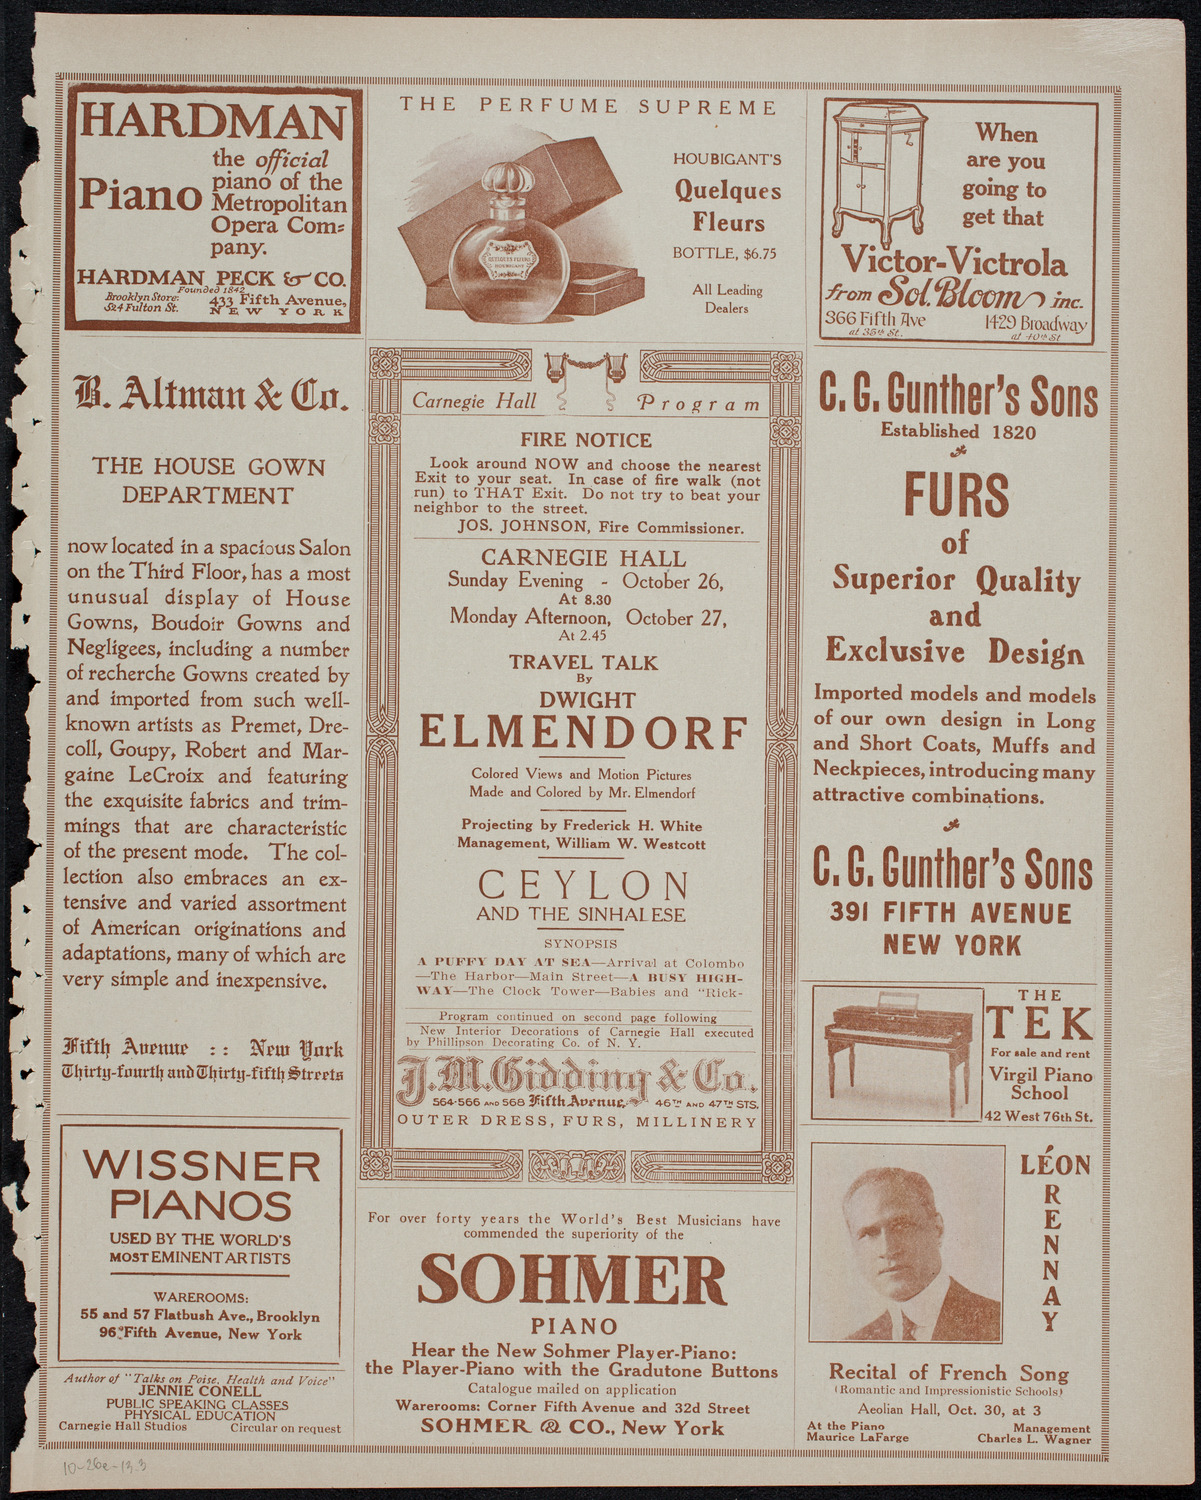 HARDMAN
Piano
the official
piano of the
Metropolitan
Opera Com=
pany.
HARDMAN, PECK & CO.
Founded 1842
Brooklyn Store:
524 Fulton St.
433 Fifth Avenue,
NEW YORK
THE PERFUME SUPREME
HOUBIGANT'S
Quelques
Fleurs
BOTTLE, $6.75
All Leading
Dealers
QUELQUES FLEURS
HOUBIGANT
When
are you
going to
get that
Victor-Victrola
from Sol. Bloom inc.
366 Fifth Ave
at 35th St.
1429 Broadway
at 40th St
B. Altman & Co.
THE HOUSE GOWN
DEPARTMENT
now located in a spacious Salon
on the Third Floor, has a most
unusual display of House
Gowns, Boudoir Gowns and
Negligees, including a number
of recherche Gowns created by
and imported from such well-
known artists as Premet, Dre-
coll, Goupy, Robert and Mar-
gaine LeCroix and featuring
the exquisite fabrics and trim-
mings that are characteristic
of the present mode. The col-
lection also embraces an ex-
tensive and varied assortment
of American originations and
adaptations, many of which are
very simple and inexpensive.
Fifth Avenue :: New York
Thirty-fourth and Thirty-fifth Streets
WISSNER
PIANOS
USED BY THE WORLD'S
MOST EMINENT ARTISTS
WAREROOMS:
55 and 57 Flatbush Ave., Brooklyn
96 Fifth Avenue, New York
Author of "Talks on Poise, Health and Voice"
JENNIE CONELL
PUBLIC SPEAKING CLASSES
PHYSICAL EDUCATION
Carnegie Hall Studios Circular on request
Carnegie Hall Program
FIRE NOTICE
Look around NOW and choose the nearest
Exit to your seat. In case of fire walk (not
run) to THAT Exit. Do not try to beat your
neighbor to the street.
JOS. JOHNSON, Fire Commissioner.
CARNEGIE HALL
Sunday Evening - October 26,
At 8.30
Monday Afternoon, October 27,
At 2.45
TRAVEL TALK
By
DWIGHT
ELMENDORF
Colored Views and Motion Pictures
Made and Colored by Mr. Elmendorf
Projecting by Frederick H. White
Management, William W. Westcott
CEYLON
AND THE SINHALESE
SYNOPSIS
A PUFFY DAY AT SEA—Arrival at Colombo
—The Harbor—Main Street—A BUSY HIGH-
WAY—The Clock Tower—Babies and "Rick-
Program continued on second page following
New Interior Decorations of Carnegie Hall executed
by Phillipson Decorating Co. of N. Y.
J.M. Gidding & Co.
564-566 AND 568 Fifth Avenue, 46TH AND 47TH STS.
OUTER DRESS, FURS, MILLINERY
For over forty years the World's Best Musicians have
commended the superiority of the
SOHMER
PIANO
Hear the New Sohmer Player-Piano:
the Player-Piano with the Gradutone Buttons
Catalogue mailed on application
Warerooms: Corner Fifth Avenue and 32d Street
SOHMER & CO., New York
C. G. Gunther's Sons
Established 1820
FURS
of
Superior Quality
and
Exclusive Design
Imported models and models
of our own design in Long
and Short Coats, Muffs and
Neckpieces, introducing many
attractive combinations.
C. G. Gunther's Sons
391 FIFTH AVENUE
NEW YORK
THE
TEK
For sale and rent
Virgil Piano
School
42 West 76th St.
LÉON
RENNAY
Recital of French Song
(Romantic and Impressionistic Schools)
Aeolian Hall, Oct. 30, at 3
At the Piano
Maurice LaFarge
Management
Charles L. Wagner
10-26e-13.3